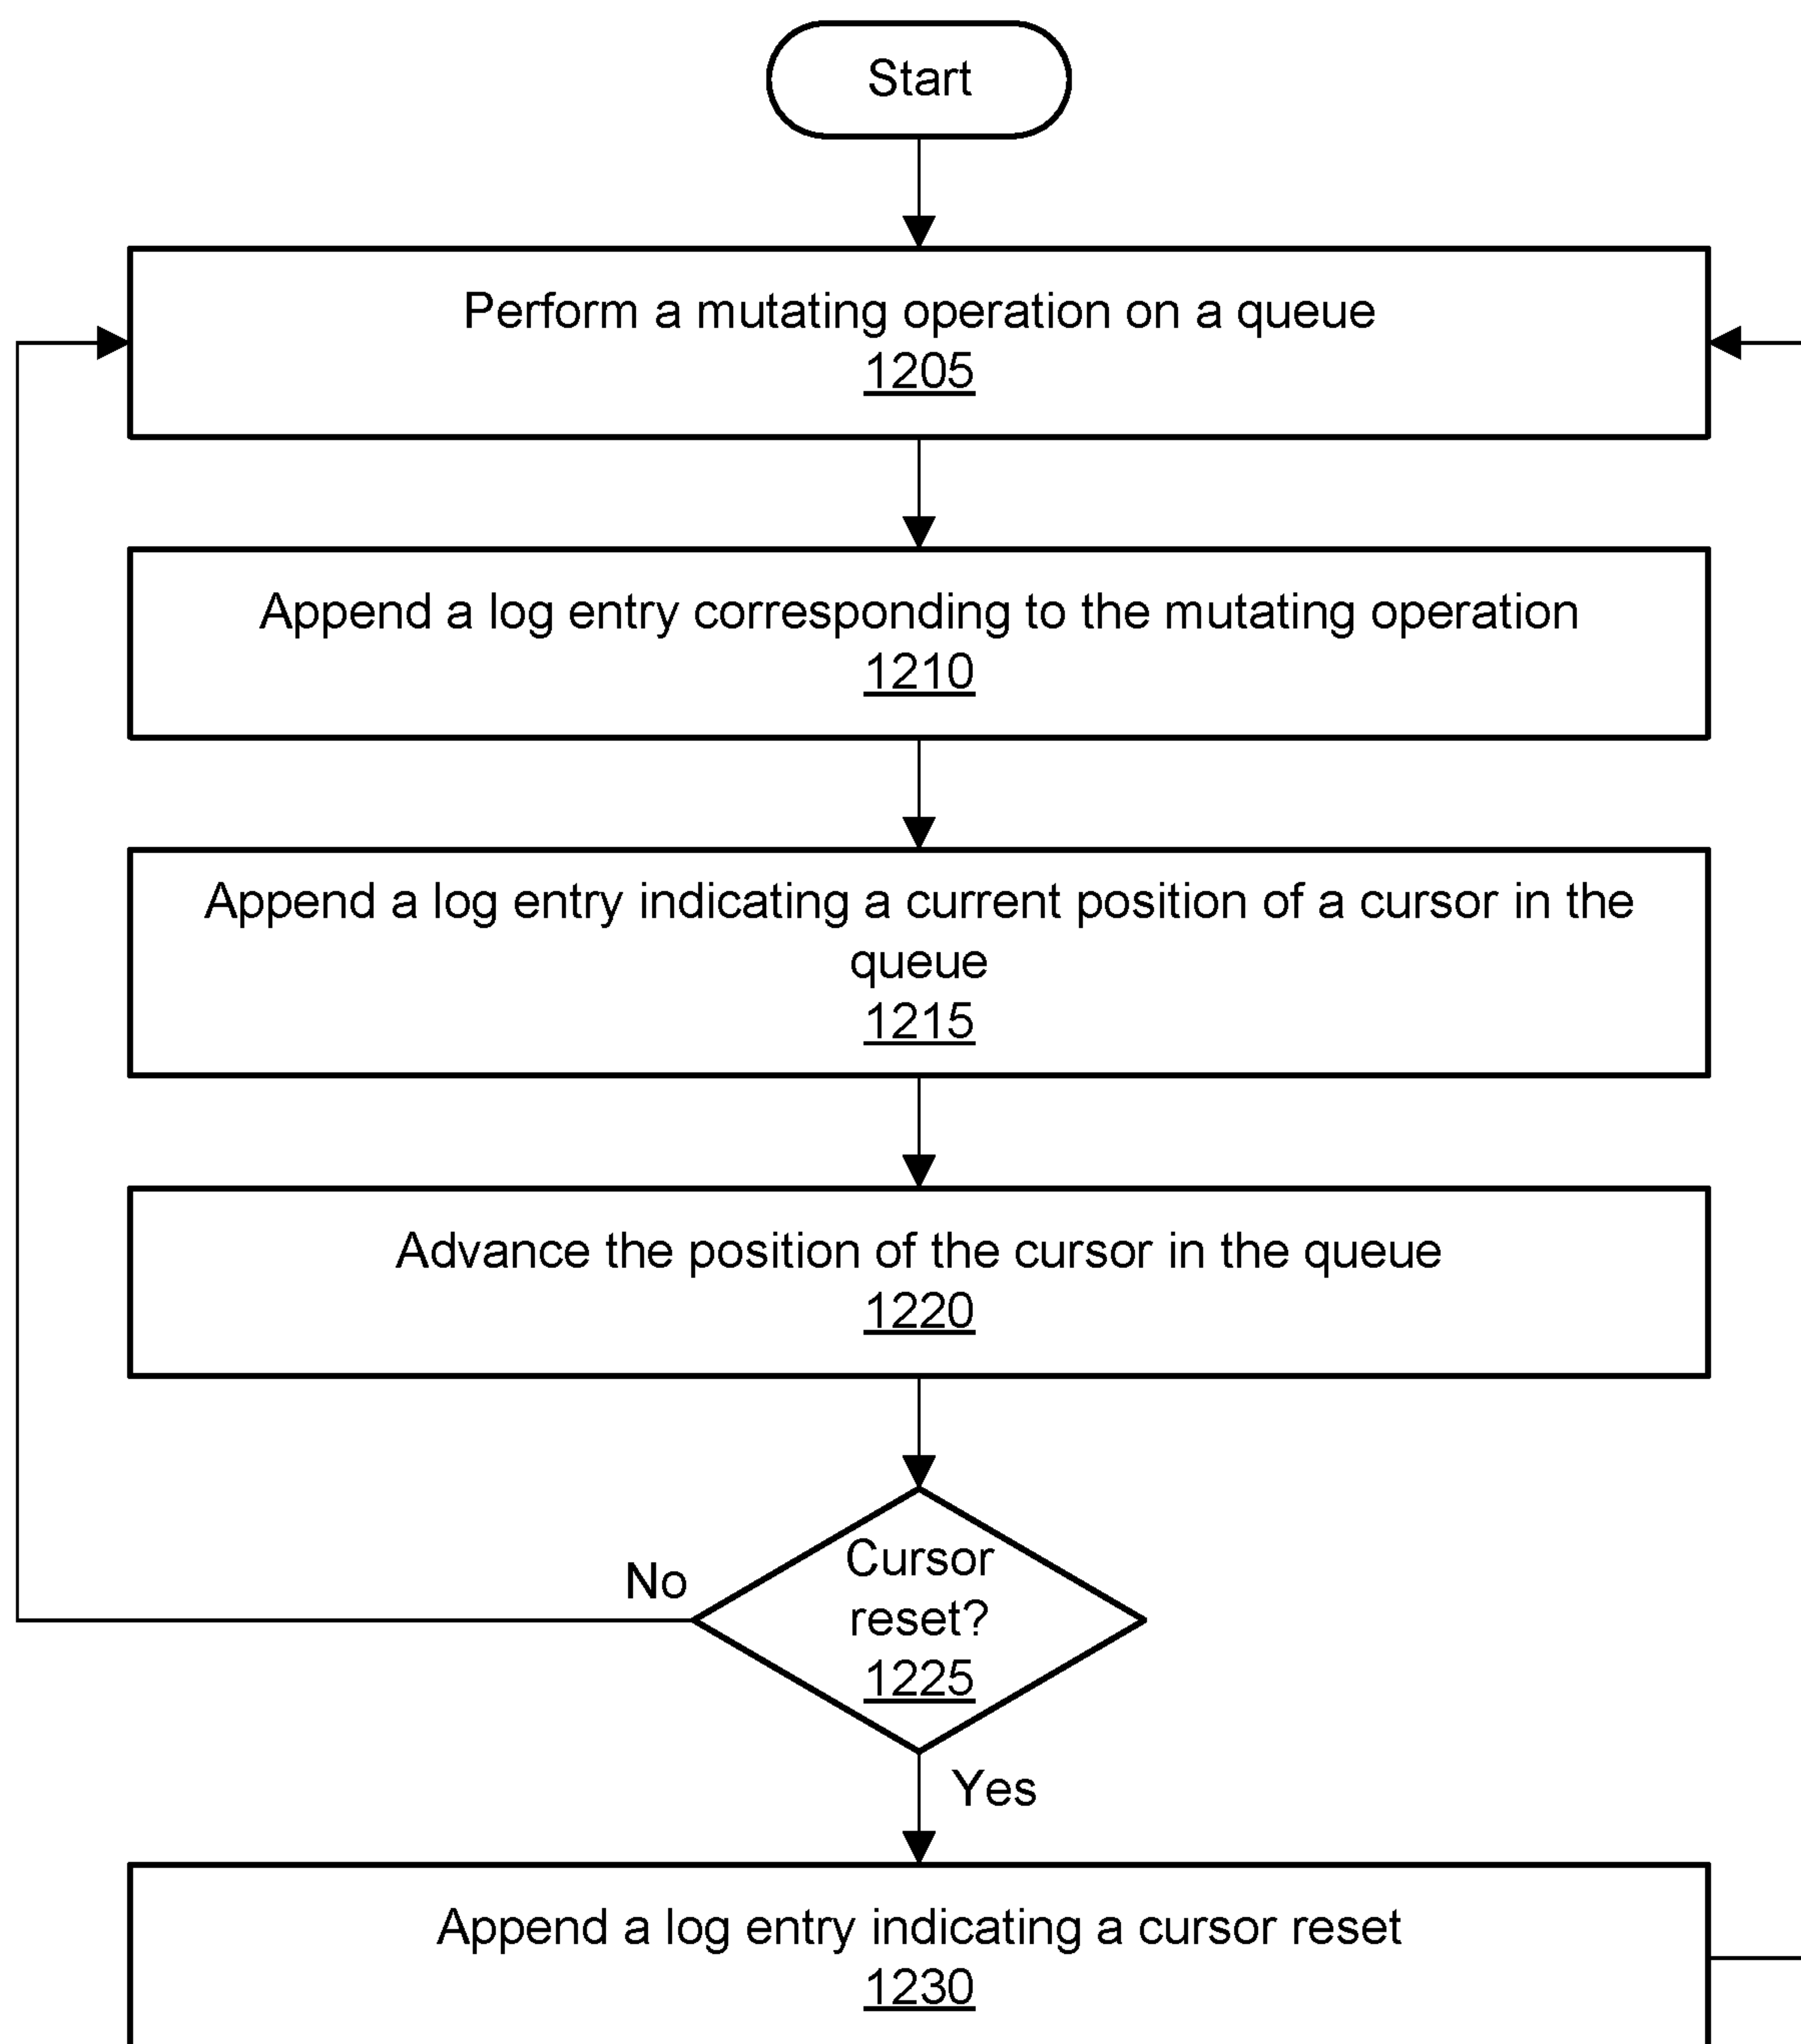 Start
Perform a mutating operation on a queue
1205
Append a log entry corresponding to the mutating operation
1210
Append a log entry indicating a current position of a cursor in the
queue
1215
Advance the position of the cursor in the queue
1220
Cursor
reset?
1225
No
Yes
Append a log entry indicating a cursor reset
1230